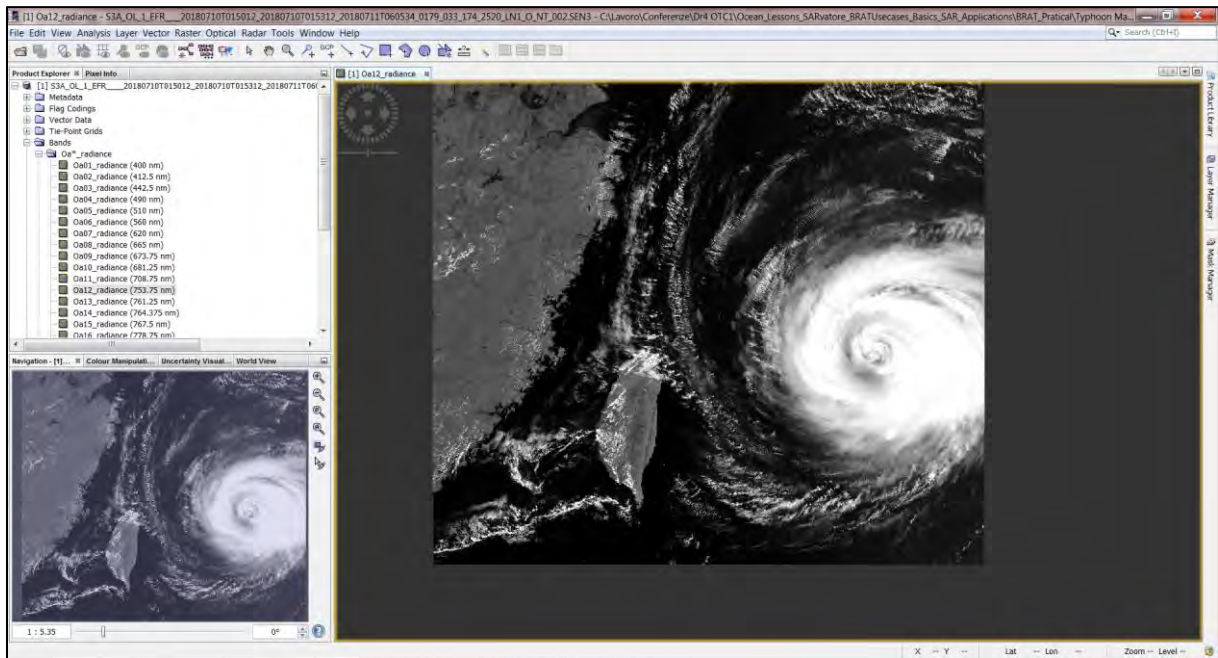 [1] Oa12_radiance - S3A_OL_1_EFR____20180710T015012_20180710T015312_20180711T060534_0179_033_174_2520_LN1_O_NT_002.SEN3 - C:\Lavoro\Conferenze\Dr4 OTC1\Ocean_Lessons_SARvatore_BRATUsecases_Basics_SAR_Applications\BRAT_Pratical\Typhoon Ma...
File Edit View Analysis Layer Vector Raster Optical Radar Tools Window Help
Search (Ctrl+I)
GCP
Product Explorer Pixel Info
[1] Oa12_radiance
[1] S3A_OL_1_EFR____20180710T015012_20180710T015312_20180711T06
Metadata
Flag Codings
Vector Data
Tie-Point Grids
Bands
Oa*_radiance
Oa01_radiance (400 nm)
Oa02_radiance (412.5 nm)
Oa03_radiance (442.5 nm)
Oa04_radiance (490 nm)
Oa05_radiance (510 nm)
Oa06_radiance (560 nm)
Oa07_radiance (620 nm)
Oa08_radiance (665 nm)
Oa09_radiance (673.75 nm)
Oa10_radiance (681.25 nm)
Oa11_radiance (708.75 nm)
Oa12_radiance (753.75 nm)
Oa13_radiance (761.25 nm)
Oa14_radiance (764.375 nm)
Oa15_radiance (767.5 nm)
Oa16_radiance (778.75 nm)
Navigation - [1]... Colour Manipulati... Uncertainty Visual... World View
1 : 5.35
0°
Product Library
Layer Manager
Mask Manager
X -- Y -- Lat -- Lon -- Zoom -- Level --